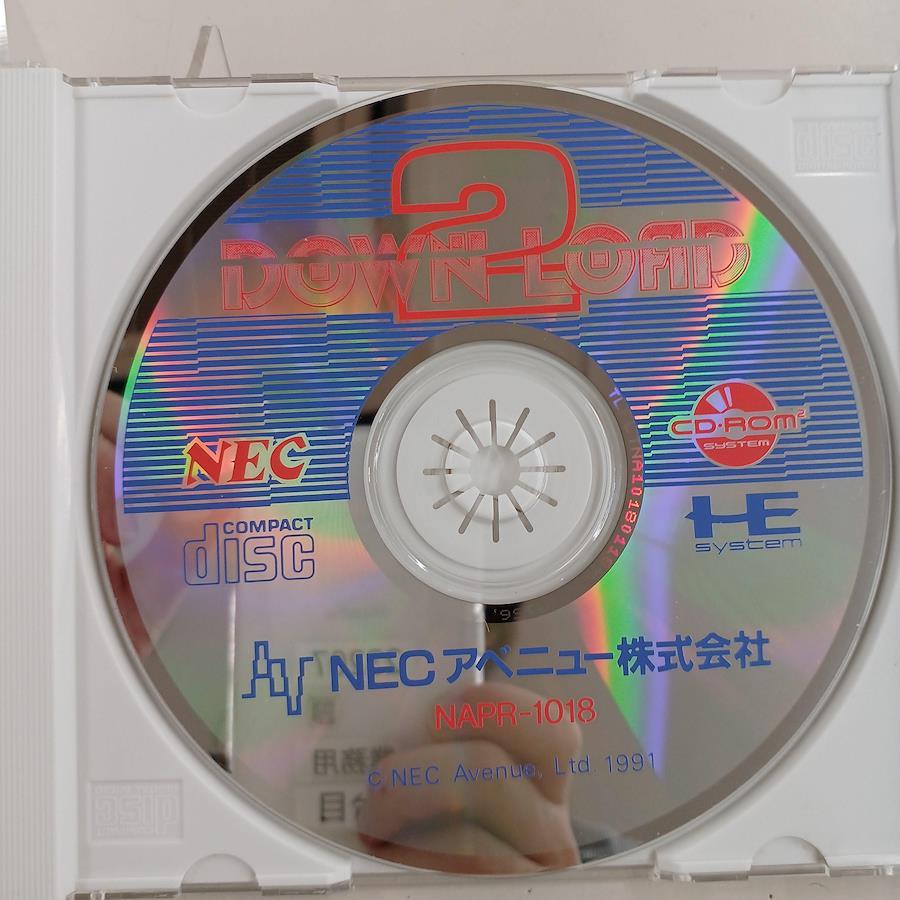 2
DOWN LOAD
CD・ROM²
SYSTEM
NEC
HE
system
COMPACT
disc
NECアベニュー株式会社
NAPR-1018
© NEC Avenue, Ltd. 1991